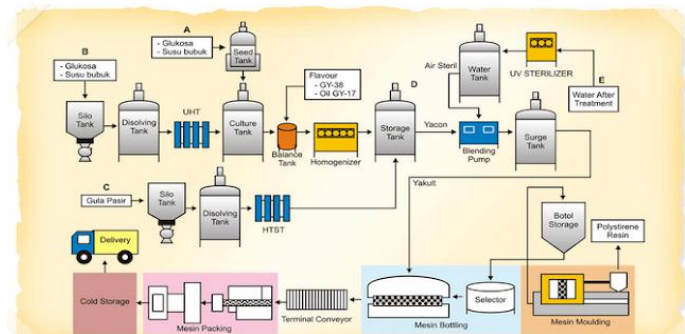 A
- Glukosa
- Susu bubuk
Seed
Tank
B
- Glukosa
- Susu bubuk
Silo
Tank
Disolving
Tank
UHT
Culture
Tank
Flavour
- GY-38
- Oil GY-17
Balance
Tank
Homogenizer
D
Storage
Tank
Air Steril
Water
Tank
UV STERILIZER
E
Water After
Treatment
Yacon
Blending
Pump
Surge
Tank
C
Gula Pasir
Silo
Tank
Disolving
Tank
HTST
Yakult
Botol
Storage
Polystirene
Resin
Delivery
Cold Storage
Mesin Packing
Terminal Conveyor
Mesin Bottling
Selector
Mesin Moulding